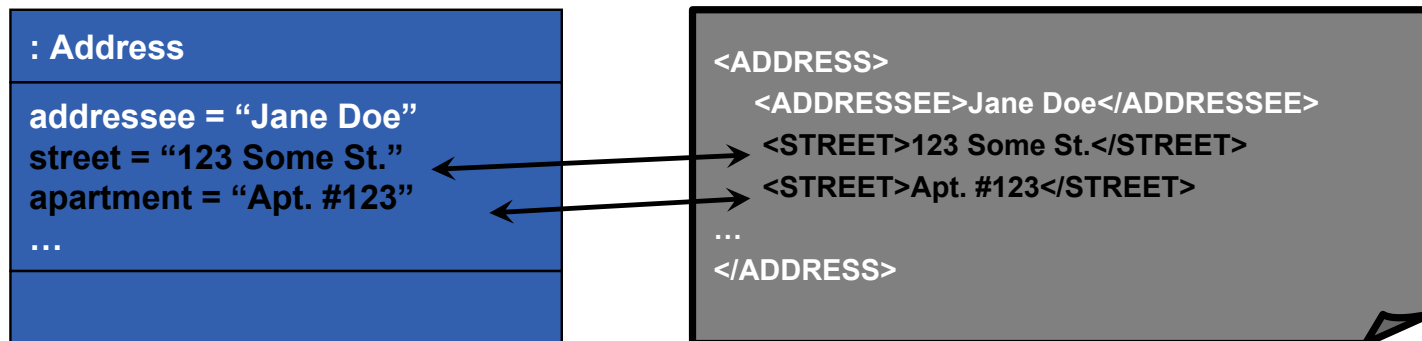 : Address
addressee = “Jane Doe”
street = “123 Some St.”
apartment = “Apt. #123”
…
<ADDRESS>
<ADDRESSEE>Jane Doe</ADDRESSEE>
<STREET>123 Some St.</STREET>
<STREET>Apt. #123</STREET>
…
</ADDRESS>